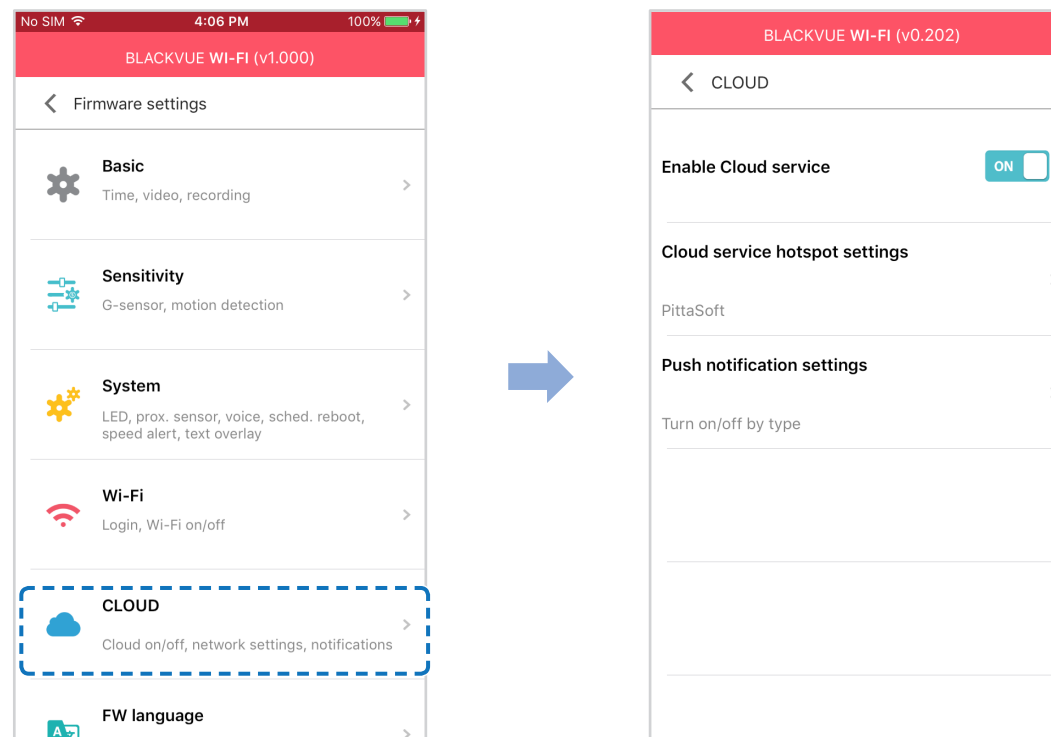 No SIM 4:06 PM 100%
BLACKVUE WI-FI (v1.000)
Firmware settings
Basic
Time, video, recording
Sensitivity
G-sensor, motion detection
System
LED, prox. sensor, voice, sched. reboot,
speed alert, text overlay
Wi-Fi
Login, Wi-Fi on/off
CLOUD
Cloud on/off, network settings, notifications
FW language
A
BLACKVUE WI-FI (v0.202)
CLOUD
Enable Cloud service ON
Cloud service hotspot settings
PittaSoft
Push notification settings
Turn on/off by type